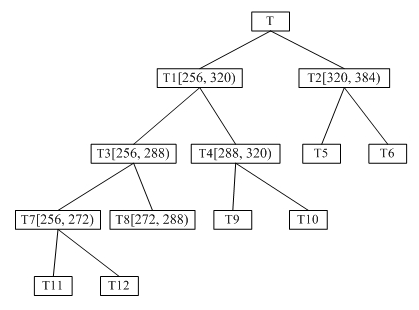 T
T1[256, 320)
T2[320, 384)
T3[256, 288)
T4[288, 320)
T5
T6
T7[256, 272)
T8[272, 288)
T9
T10
T11
T12